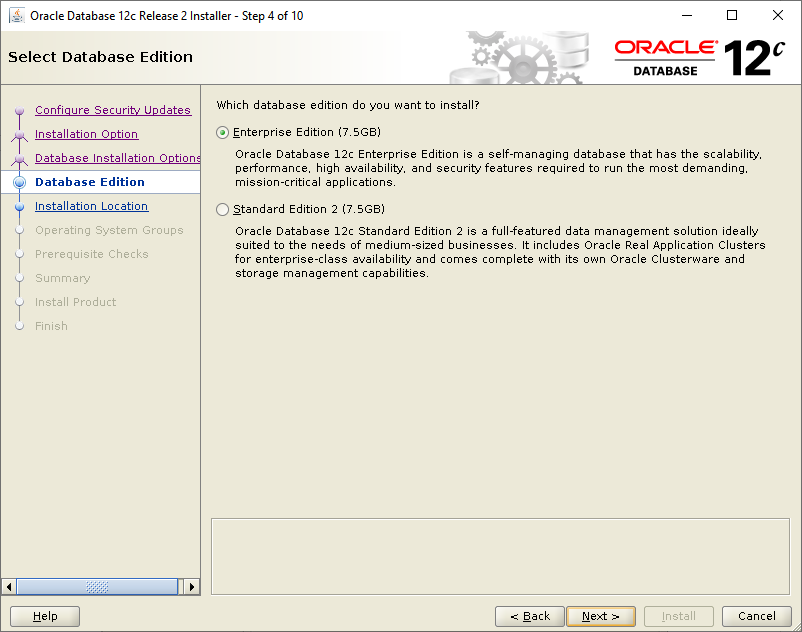 Oracle Database 12c Release 2 Installer - Step 4 of 10
Select Database Edition
ORACLE®
DATABASE
12c
Configure Security Updates
Installation Option
Database Installation Options
Database Edition
Installation Location
Operating System Groups
Prerequisite Checks
Summary
Install Product
Finish
Which database edition do you want to install?
Enterprise Edition (7.5GB)
Oracle Database 12c Enterprise Edition is a self-managing database that has the scalability,
performance, high availability, and security features required to run the most demanding,
mission-critical applications.
Standard Edition 2 (7.5GB)
Oracle Database 12c Standard Edition 2 is a full-featured data management solution ideally
suited to the needs of medium-sized businesses. It includes Oracle Real Application Clusters
for enterprise-class availability and comes complete with its own Oracle Clusterware and
storage management capabilities.
Help
< Back
Next >
Install
Cancel